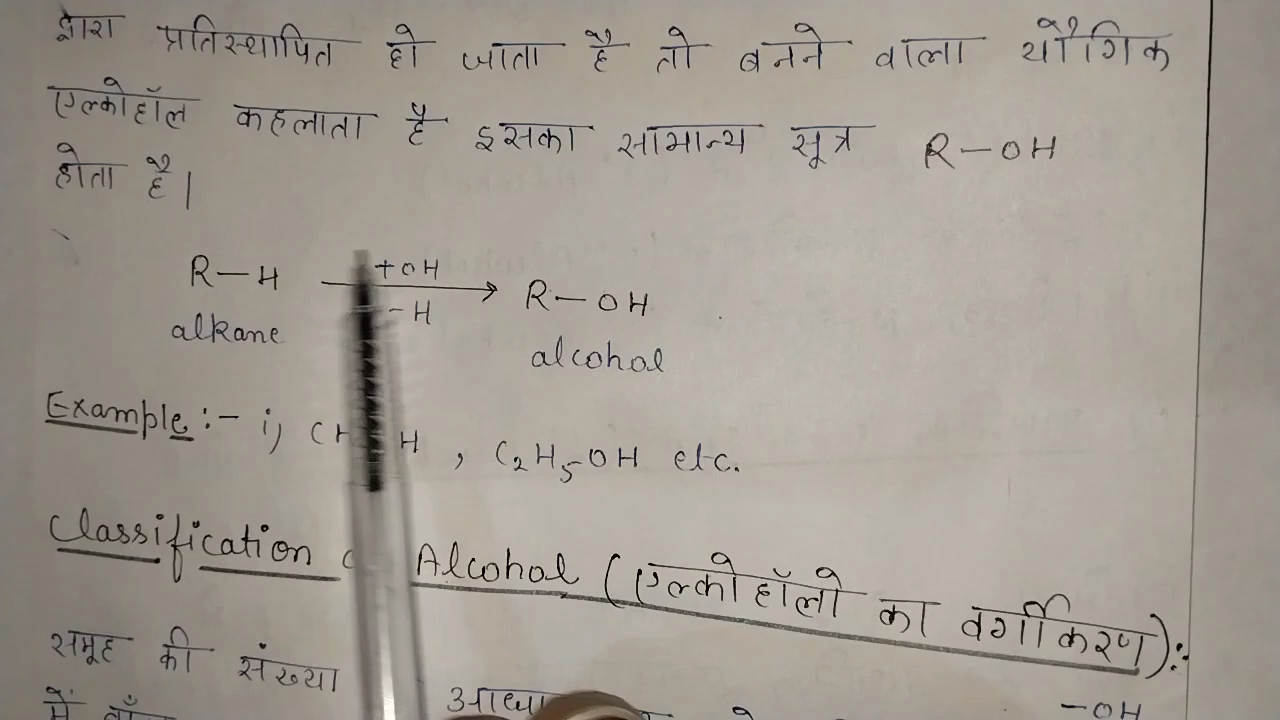 द्वारा प्रतिस्थापित हो जाता है तो बनने वाला यौगिक
एल्कोहॉल कहलाता है इसका सामान्य सूत्र R-OH
होता है।
R-H +OH -H → R-OH
alkane alcohol
Example:- i) , C₂H₅-OH etc.
Classification Alcohol (एल्कोहॉलो का वर्गीकरण):
समूह की संख्या -OH
में